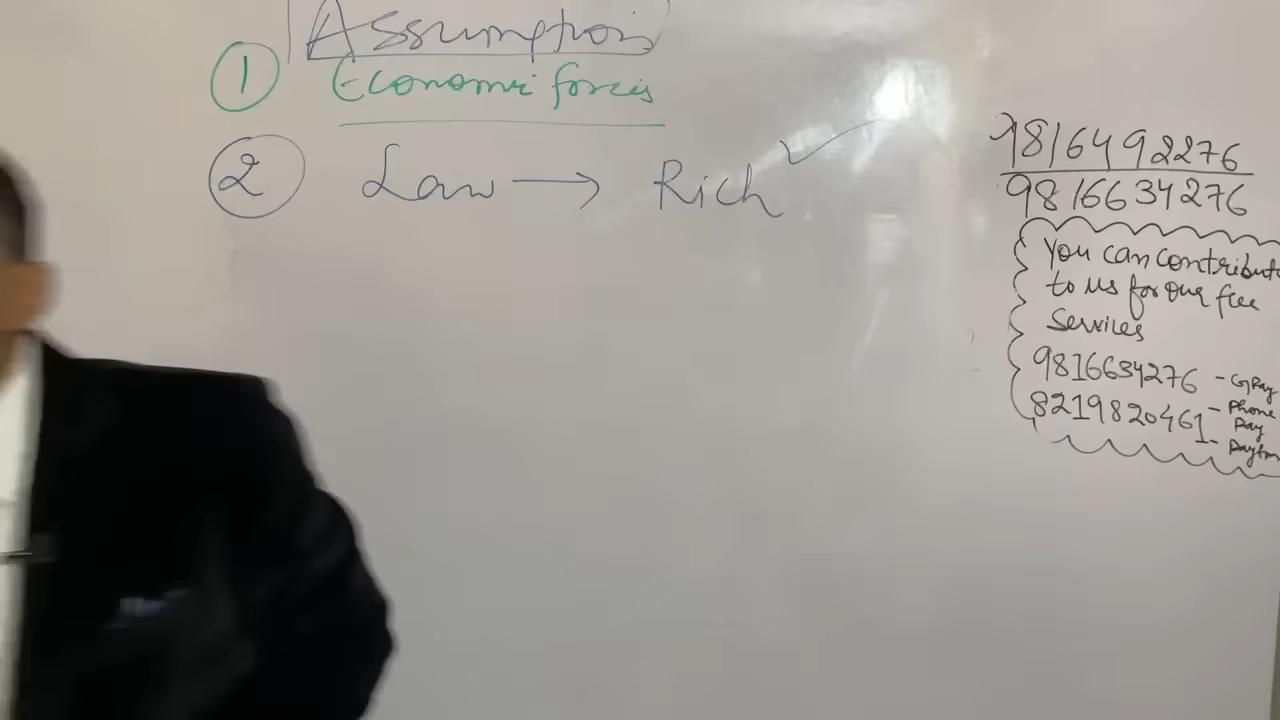 Assumption
① Economic forces
② Law → Rich ✓
9816492276
9816634276
You can contribute
to us for our free
Services
9816634276 - GPay
8219820461 - Phone
Pay
- Paytm